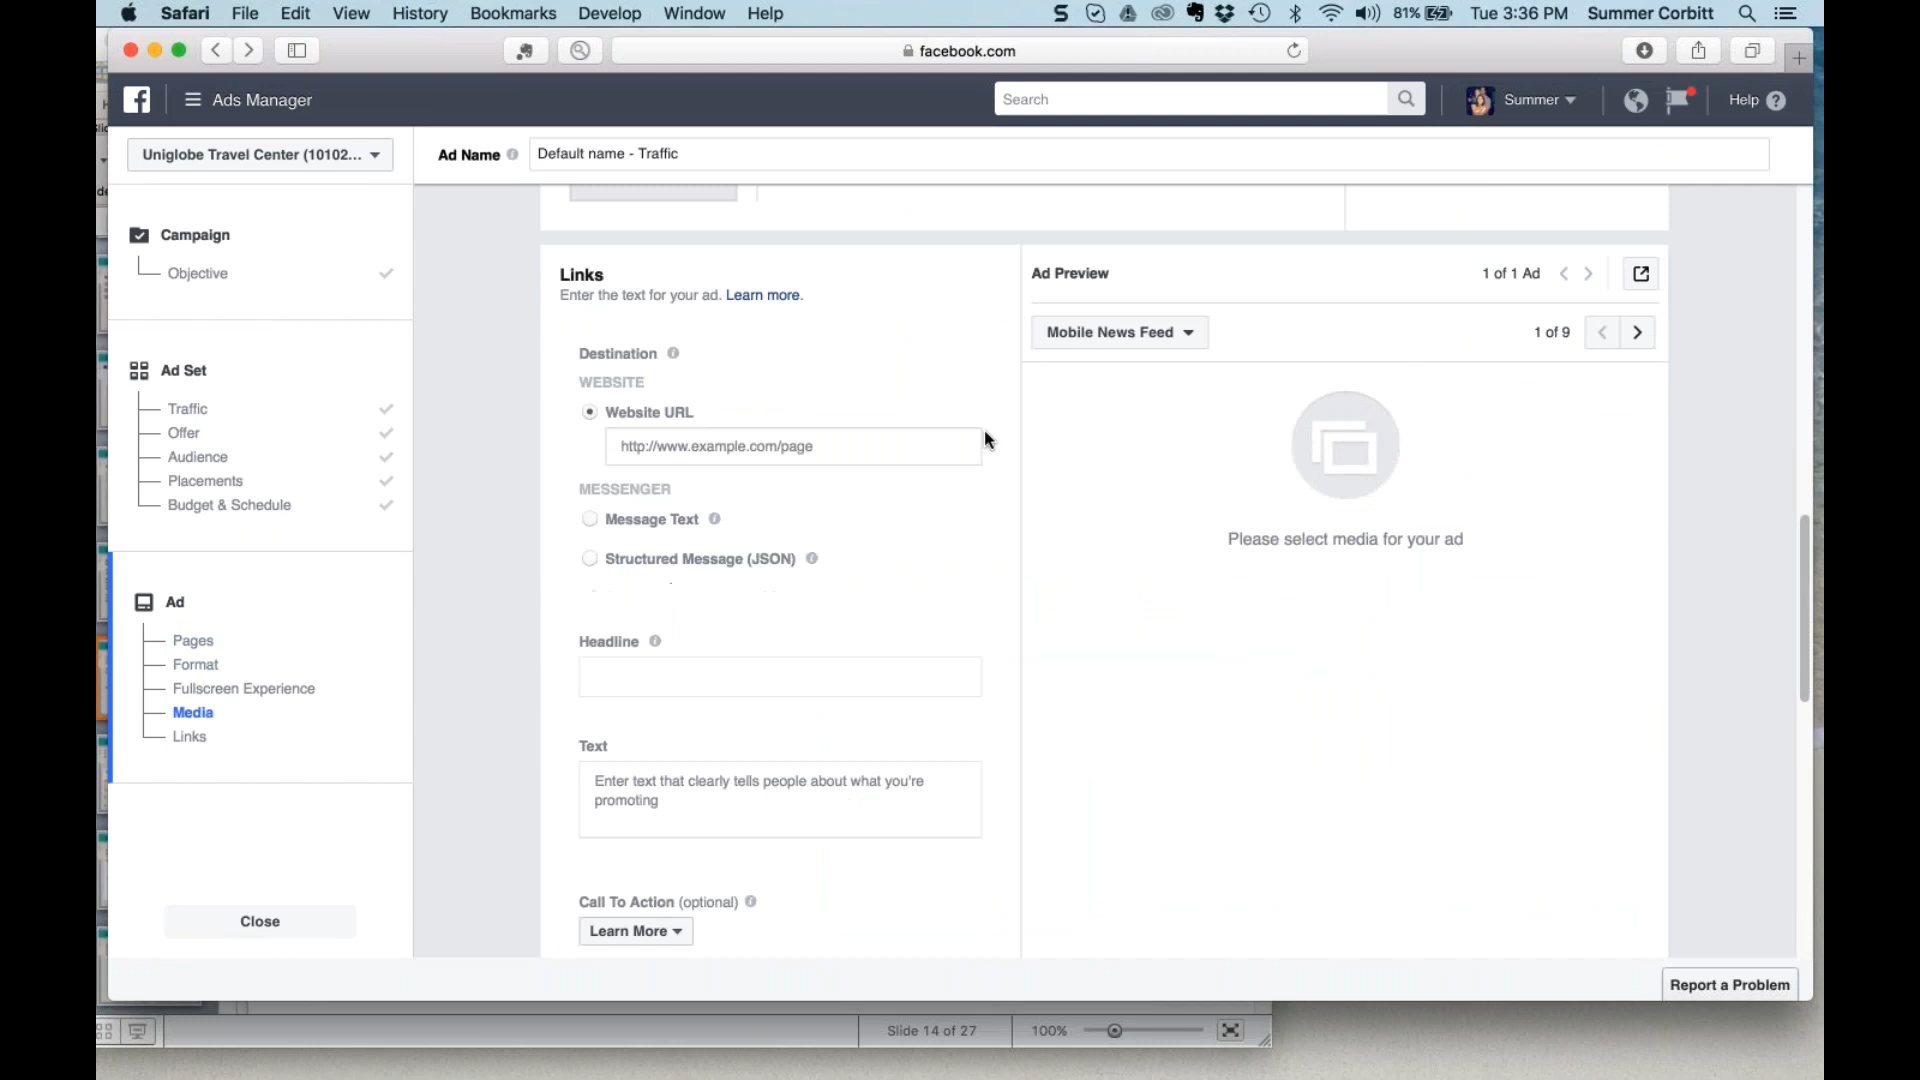 Safari File Edit View History Bookmarks Develop Window Help 81% Tue 3:36 PM Summer Corbitt
facebook.com
Ads Manager Search Summer Help
Uniglobe Travel Center (10102... Ad Name Default name - Traffic
Campaign
Objective
Ad Set
Traffic
Offer
Audience
Placements
Budget & Schedule
Ad
Pages
Format
Fullscreen Experience
Media
Links
Close
Links
Enter the text for your ad. Learn more.
Destination
WEBSITE
Website URL
http://www.example.com/page
MESSENGER
Message Text
Structured Message (JSON)
Headline
Text
Enter text that clearly tells people about what you're
promoting
Call To Action (optional)
Learn More
Ad Preview 1 of 1 Ad
Mobile News Feed 1 of 9
Please select media for your ad
Report a Problem
Slide 14 of 27 100%